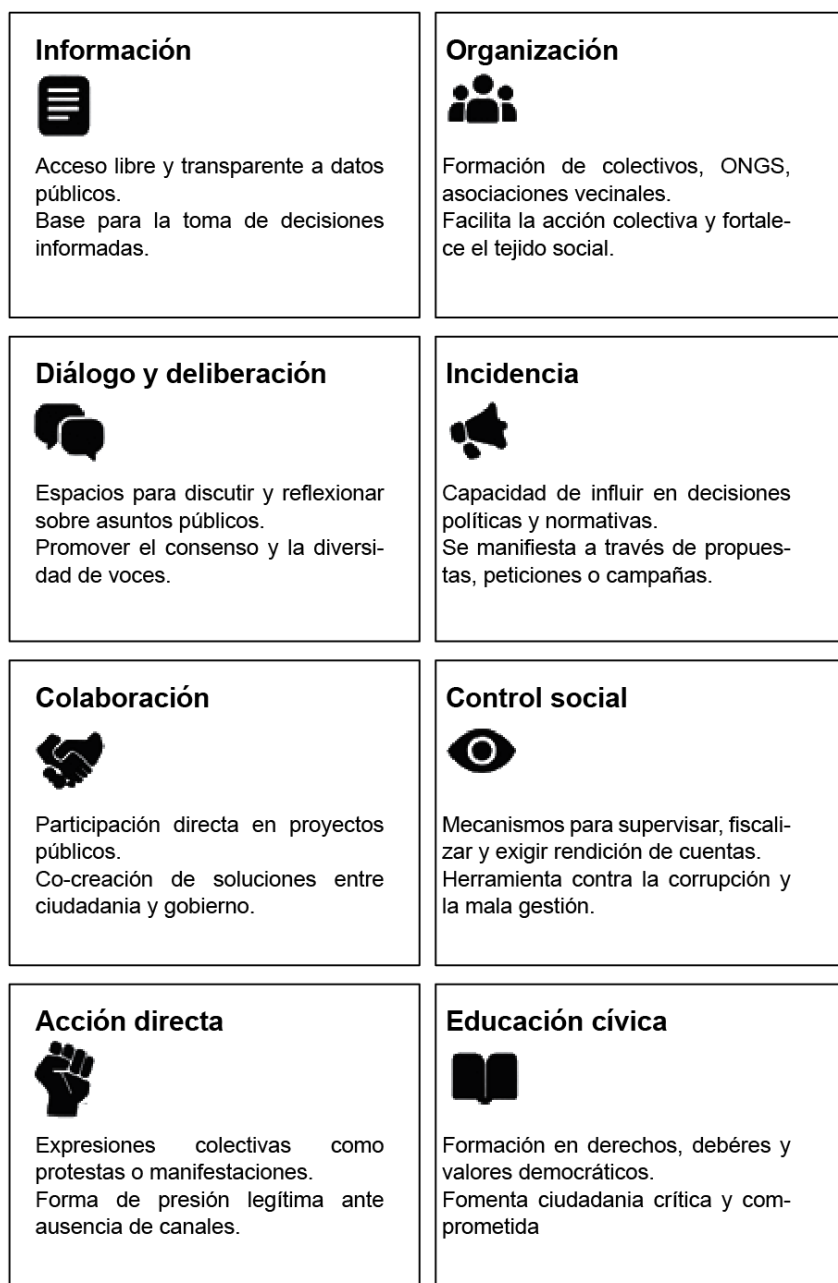 Información
Acceso libre y transparente a datos
públicos.
Base para la toma de decisiones
informadas.
Organización
Formación de colectivos, ONGS,
asociaciones vecinales.
Facilita la acción colectiva y fortale-
ce el tejido social.
Diálogo y deliberación
Espacios para discutir y reflexionar
sobre asuntos públicos.
Promover el consenso y la diversi-
dad de voces.
Incidencia
Capacidad de influir en decisiones
políticas y normativas.
Se manifiesta a través de propues-
tas, peticiones o campañas.
Colaboración
Participación directa en proyectos
públicos.
Co-creación de soluciones entre
ciudadania y gobierno.
Control social
Mecanismos para supervisar, fiscali-
zar y exigir rendición de cuentas.
Herramienta contra la corrupción y
la mala gestión.
Acción directa
Expresiones colectivas como
protestas o manifestaciones.
Forma de presión legítima ante
ausencia de canales.
Educación cívica
Formación en derechos, debéres y
valores democráticos.
Fomenta ciudadania crítica y com-
prometida